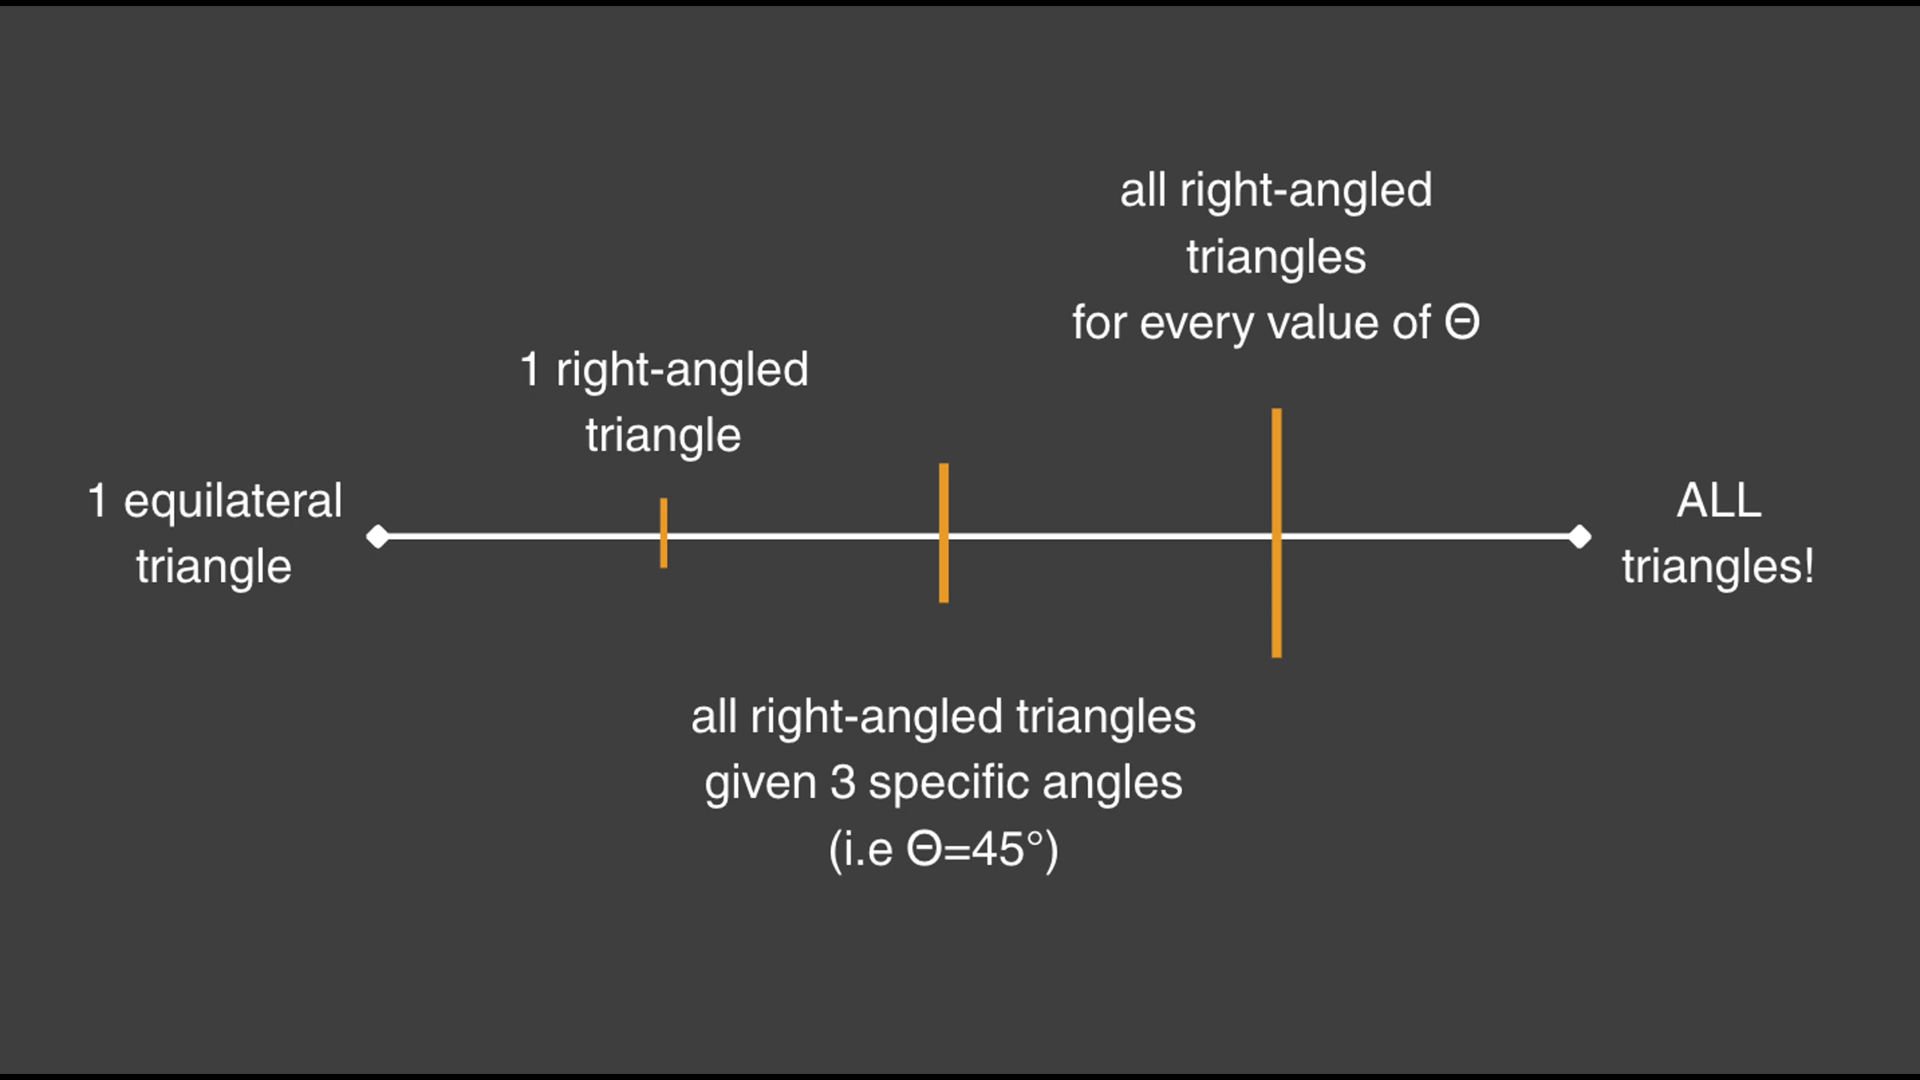 1 equilateral
triangle
1 right-angled
triangle
all right-angled triangles
given 3 specific angles
(i.e Θ=45°)
all right-angled
triangles
for every value of Θ
ALL
triangles!